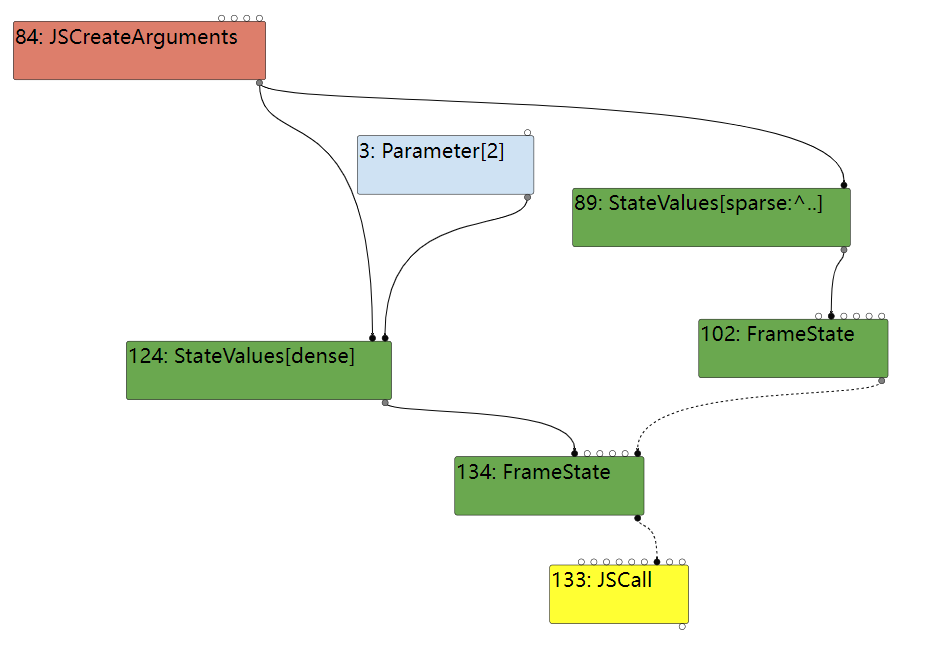 84: JSCreateArguments
3: Parameter[2]
89: StateValues[sparse:^..]
102: FrameState
124: StateValues[dense]
134: FrameState
133: JSCall